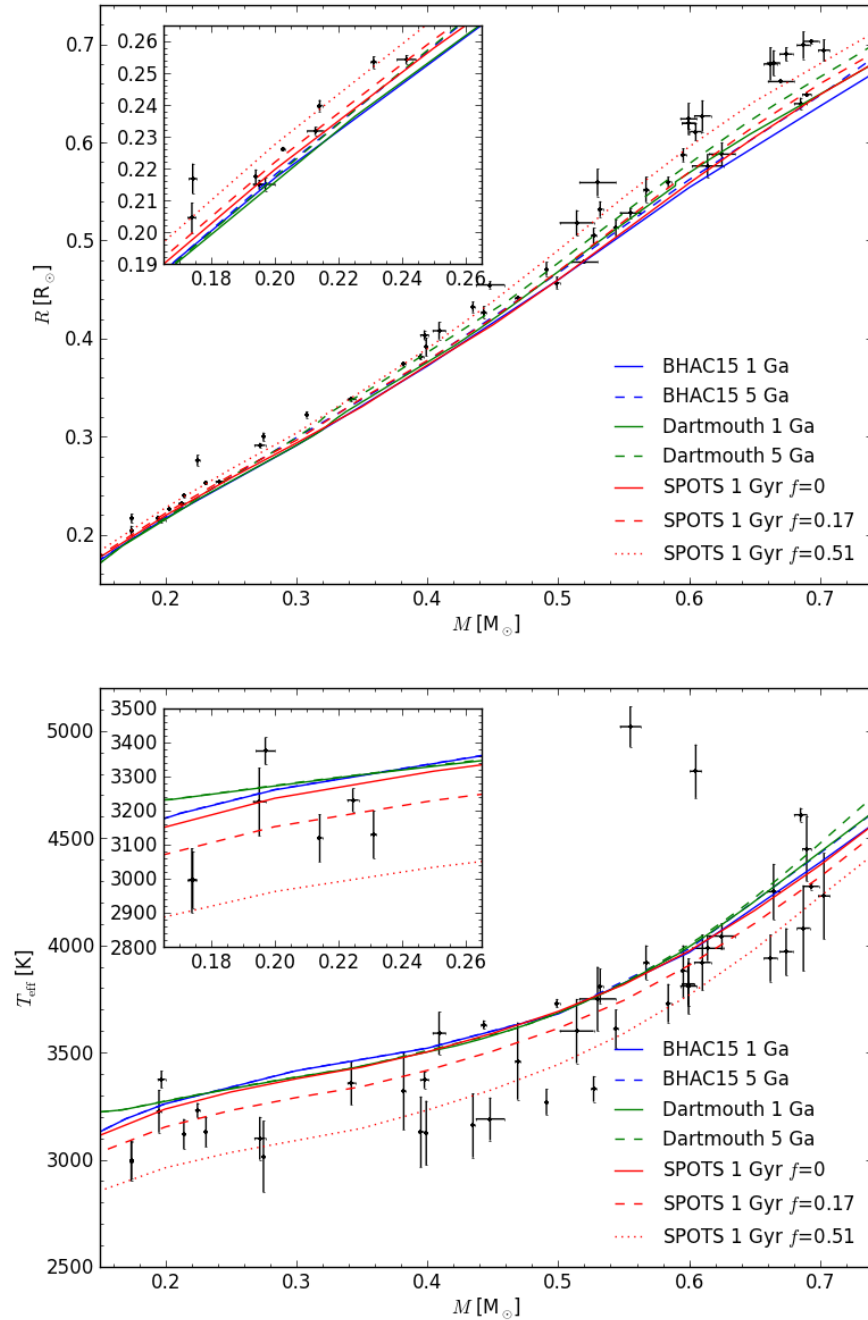 0.7
0.6
0.5
0.4
0.3
0.2
R [R⊙]
0.26
0.25
0.24
0.23
0.22
0.21
0.20
0.19
0.18 0.20 0.22 0.24 0.26
BHAC15 1 Ga
BHAC15 5 Ga
Dartmouth 1 Ga
Dartmouth 5 Ga
SPOTS 1 Gyr f=0
SPOTS 1 Gyr f=0.17
SPOTS 1 Gyr f=0.51
0.2 0.3 0.4 0.5 0.6 0.7
M [M⊙]
5000
4500
4000
3500
3000
2500
Teff [K]
3500
3400
3300
3200
3100
3000
2900
2800
0.18 0.20 0.22 0.24 0.26
BHAC15 1 Ga
BHAC15 5 Ga
Dartmouth 1 Ga
Dartmouth 5 Ga
SPOTS 1 Gyr f=0
SPOTS 1 Gyr f=0.17
SPOTS 1 Gyr f=0.51
0.2 0.3 0.4 0.5 0.6 0.7
M [M⊙]